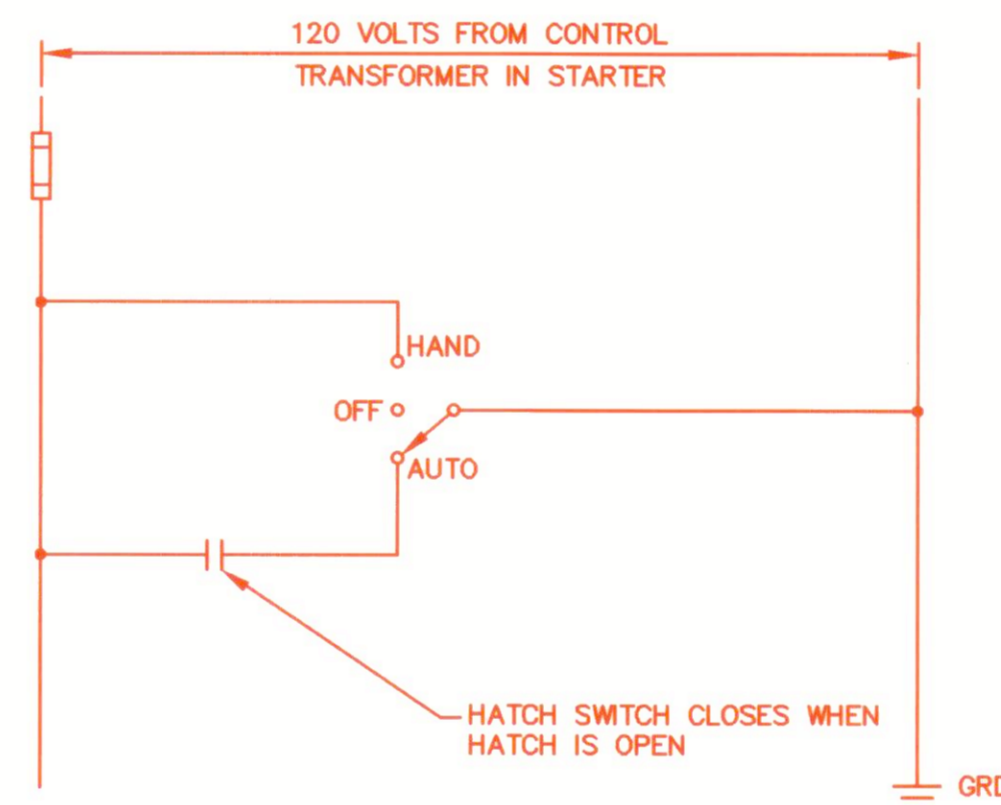 120 VOLTS FROM CONTROL
TRANSFORMER IN STARTER
HAND
OFF
AUTO
HATCH SWITCH CLOSES WHEN
HATCH IS OPEN
GRD